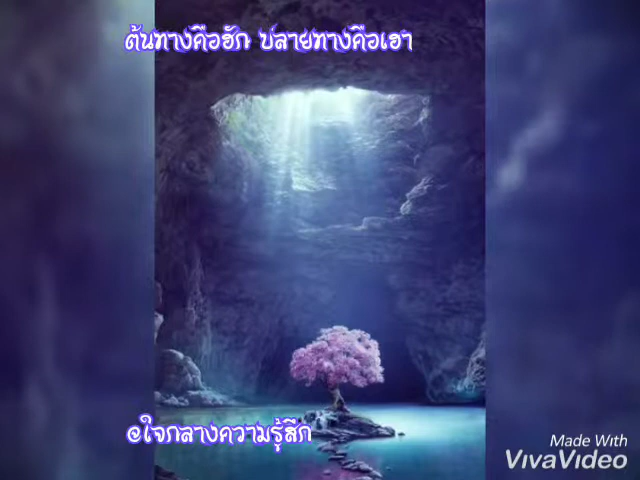 ต้นทางคือฮัก ปลายทางคือเฮา
ใจกลางความรู้สึก
Made With
VivaVideo